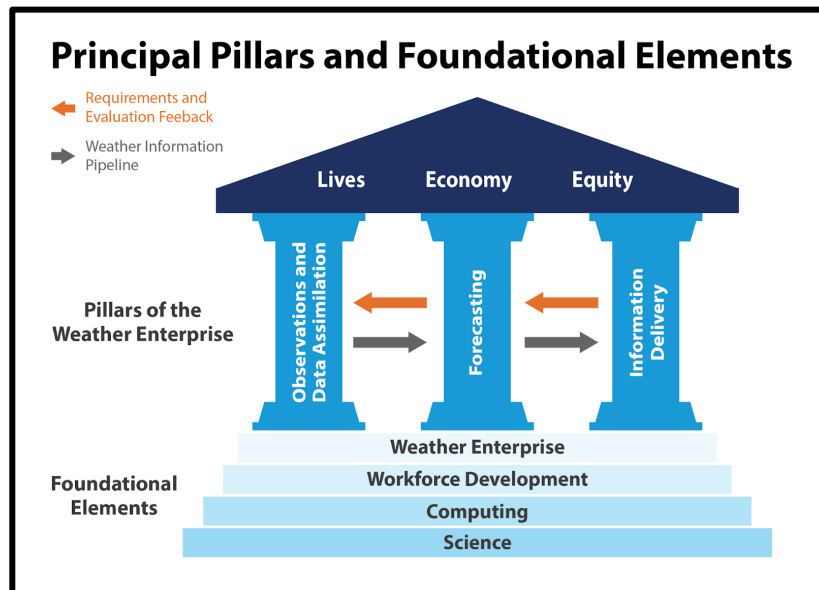 Principal Pillars and Foundational Elements
Requirements and
Evaluation Feeback
Weather Information
Pipeline
Lives Economy Equity
Pillars of the
Weather Enterprise
Observations and
Data Assimilation
Forecasting
Information
Delivery
Foundational
Elements
Weather Enterprise
Workforce Development
Computing
Science